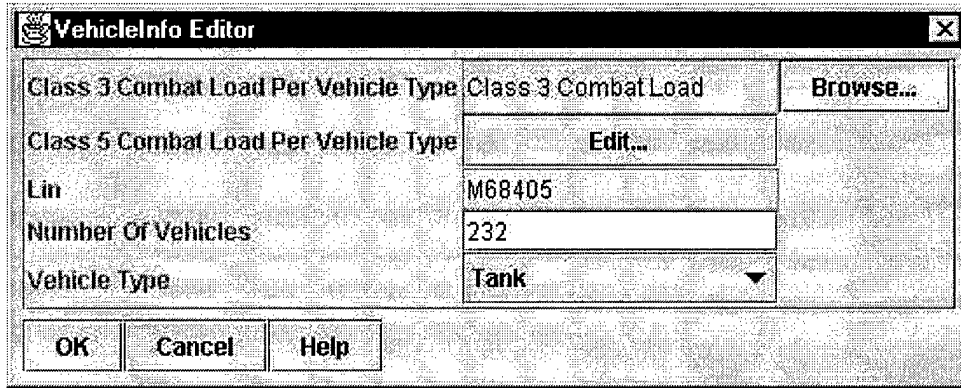 VehicleInfo Editor
Class 3 Combat Load Per Vehicle Type Class 3 Combat Load Browse...
Class 5 Combat Load Per Vehicle Type Edit...
Lin M68405
Number Of Vehicles 232
Vehicle Type Tank
OK Cancel Help